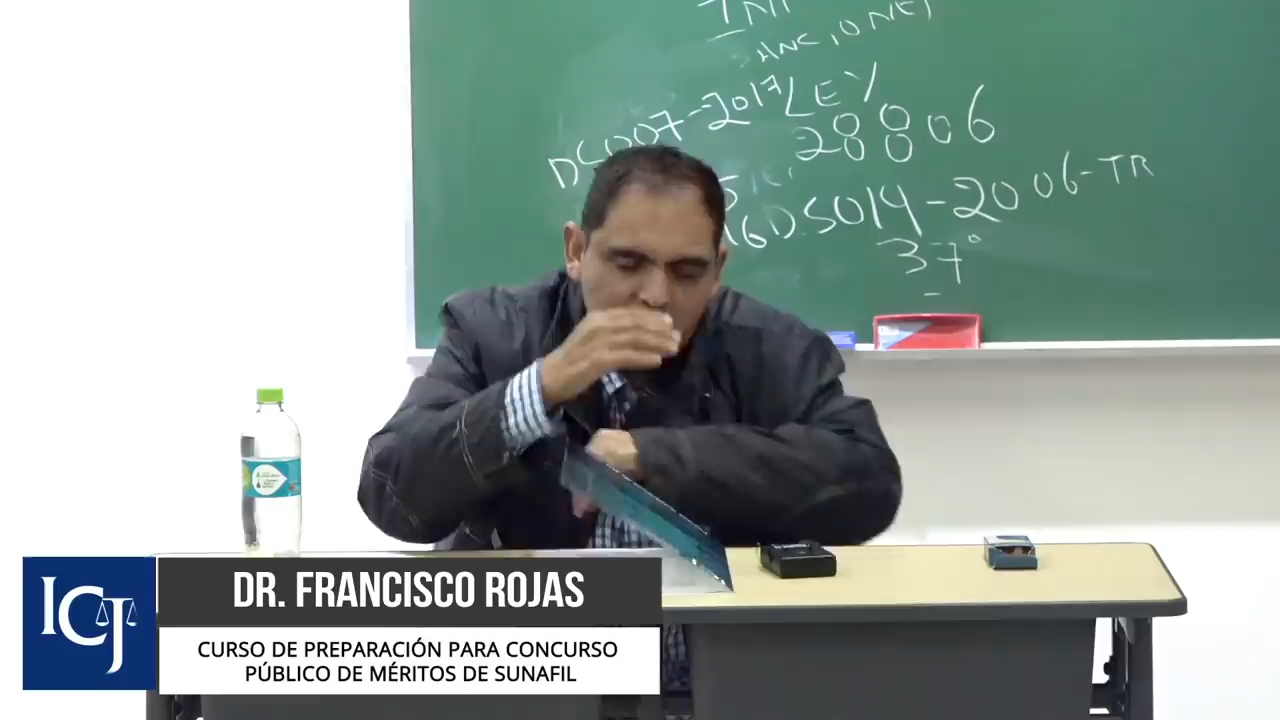 SANCIONES
LEY
DS007-2017
28806
DS014-2006-TR
37°
ICJ
DR. FRANCISCO ROJAS
CURSO DE PREPARACIÓN PARA CONCURSO
PÚBLICO DE MÉRITOS DE SUNAFIL